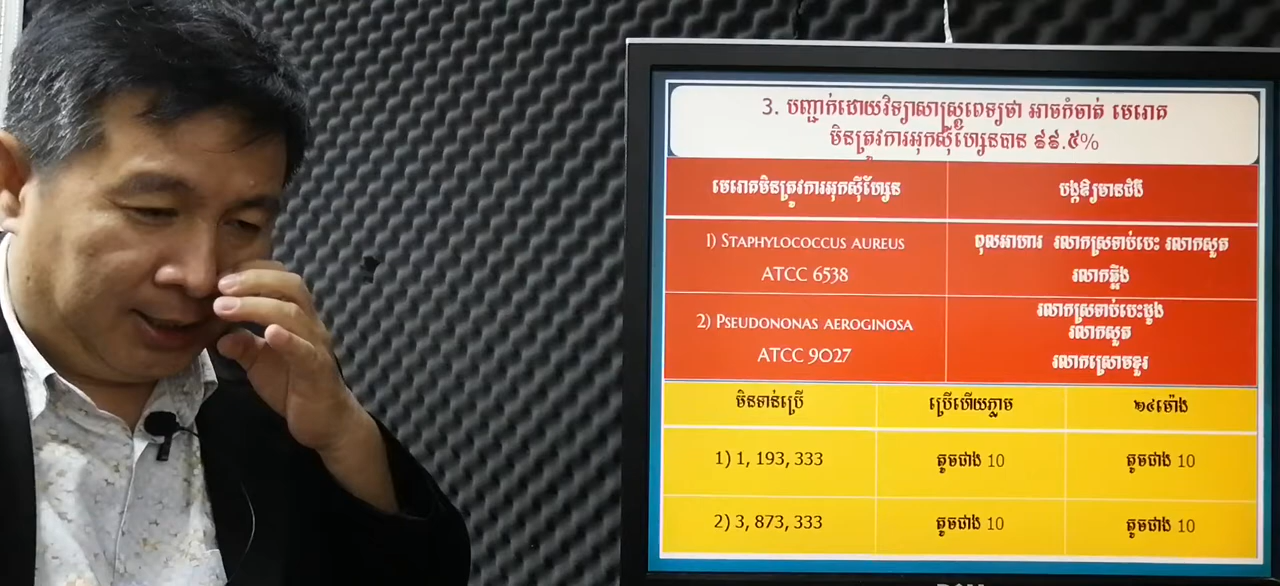 3. បញ្ជាក់ដោយវិទ្យាសាស្ត្រពេទ្យថា អាចកំចាត់ មេរោគ
មិនត្រូវការអុកស៊ីហ្សែនបាន ៩៩.៥%
មេរោគមិនត្រូវការអុកស៊ីហ្សែន
បង្កឱ្យមានជំងឺ
1) STAPHYLOCOCCUS AUREUS
ATCC 6538
ពុលអាហារ រលាកស្រទាប់បេះ រលាកសួត
រលាកឆ្អឹង
2) PSEUDONONAS AEROGINOSA
ATCC 9027
រលាកស្រទាប់បេះដូង
រលាកសួត
រលាកស្រោមខួរ
មិនទាន់ប្រើ
ប្រើហើយភ្លាម
២៤ម៉ោង
1) 1, 193, 333
តូចជាង 10
តូចជាង 10
2) 3, 873, 333
តូចជាង 10
តូចជាង 10